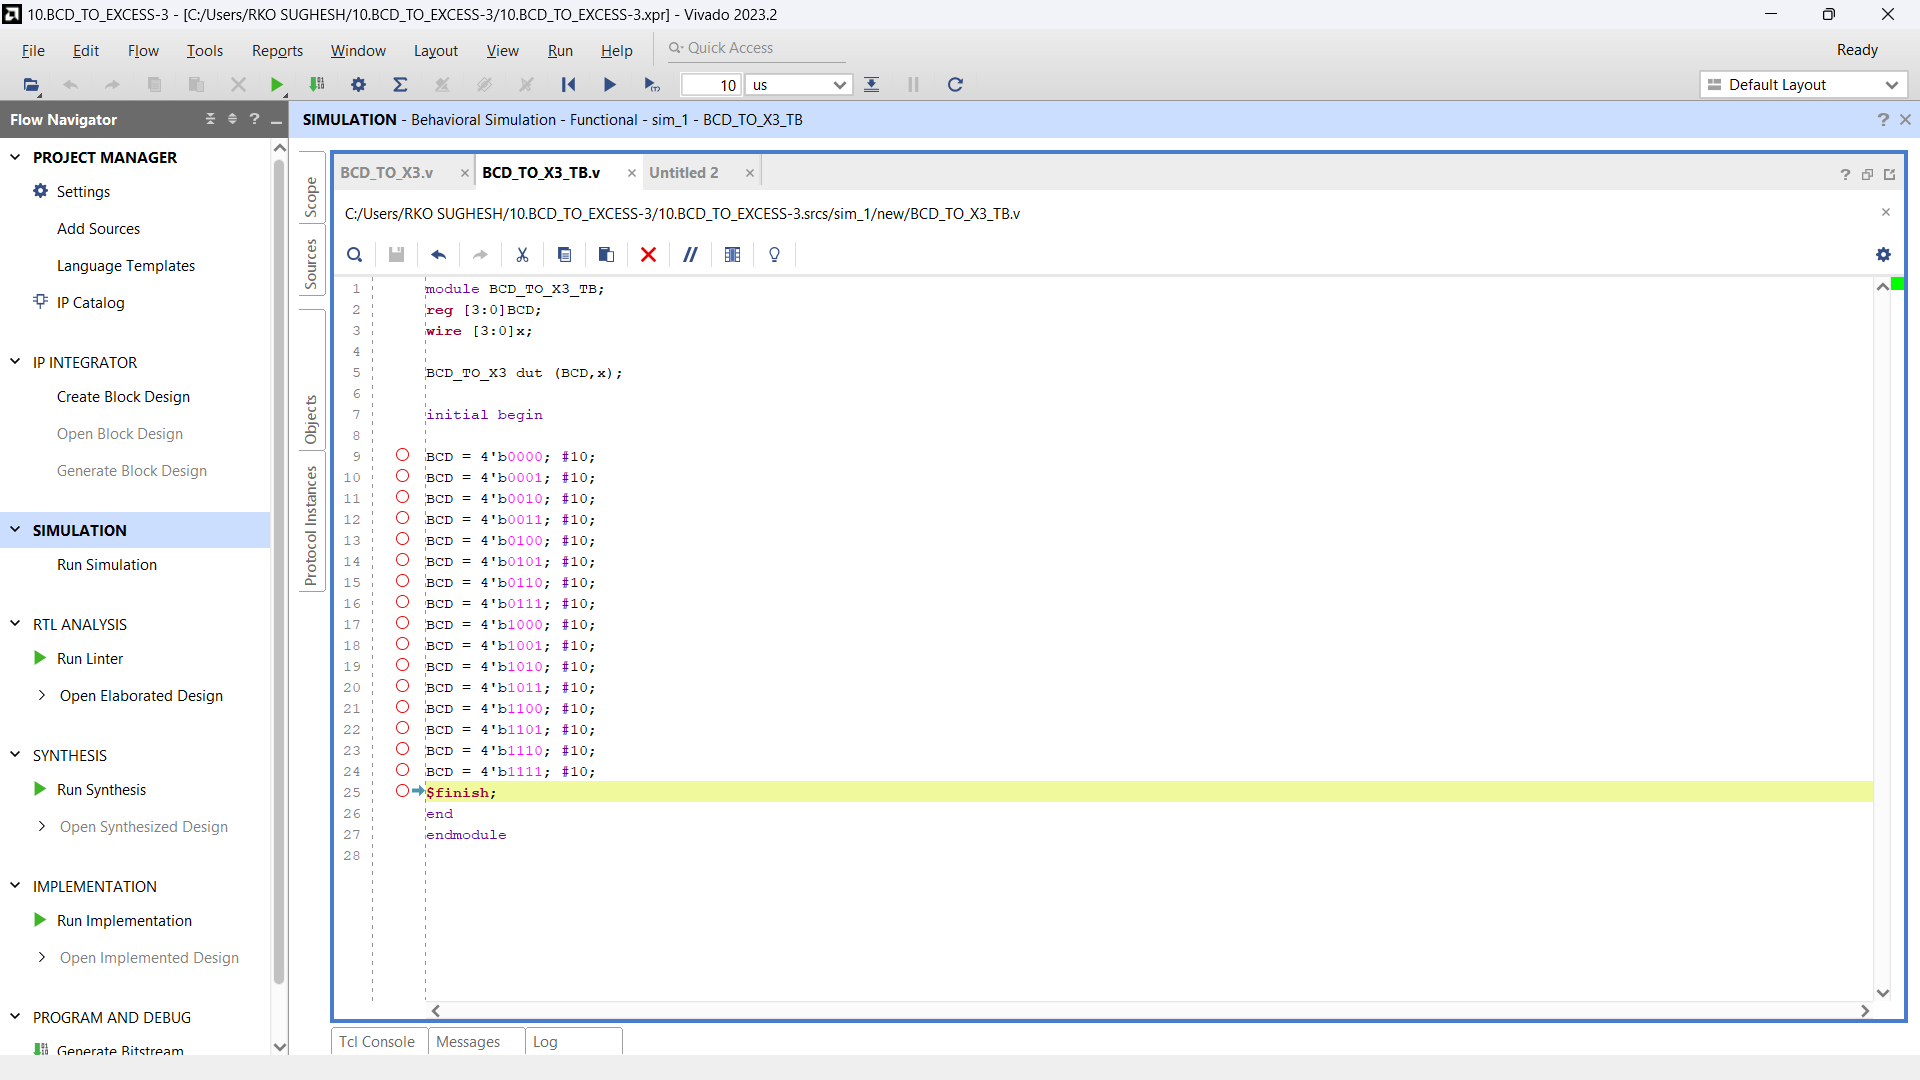 10.BCD_TO_EXCESS-3 - [C:/Users/RKO SUGHESH/10.BCD_TO_EXCESS-3/10.BCD_TO_EXCESS-3.xpr] - Vivado 2023.2
File Edit Flow Tools Reports Window Layout View Run Help Quick Access Ready
10 us Default Layout
Flow Navigator
SIMULATION - Behavioral Simulation - Functional - sim_1 - BCD_TO_X3_TB
PROJECT MANAGER
Settings
Add Sources
Language Templates
IP Catalog
IP INTEGRATOR
Create Block Design
Open Block Design
Generate Block Design
SIMULATION
Run Simulation
RTL ANALYSIS
Run Linter
Open Elaborated Design
SYNTHESIS
Run Synthesis
Open Synthesized Design
IMPLEMENTATION
Run Implementation
Open Implemented Design
PROGRAM AND DEBUG
Generate Bitstream
Scope
Sources
Objects
Protocol Instances
BCD_TO_X3.v BCD_TO_X3_TB.v Untitled 2
C:/Users/RKO SUGHESH/10.BCD_TO_EXCESS-3/10.BCD_TO_EXCESS-3.srcs/sim_1/new/BCD_TO_X3_TB.v
1 module BCD_TO_X3_TB;
2 reg [3:0]BCD;
3 wire [3:0]x;
4
5 BCD_TO_X3 dut (BCD,x);
6
7 initial begin
8
9 BCD = 4'b0000; #10;
10 BCD = 4'b0001; #10;
11 BCD = 4'b0010; #10;
12 BCD = 4'b0011; #10;
13 BCD = 4'b0100; #10;
14 BCD = 4'b0101; #10;
15 BCD = 4'b0110; #10;
16 BCD = 4'b0111; #10;
17 BCD = 4'b1000; #10;
18 BCD = 4'b1001; #10;
19 BCD = 4'b1010; #10;
20 BCD = 4'b1011; #10;
21 BCD = 4'b1100; #10;
22 BCD = 4'b1101; #10;
23 BCD = 4'b1110; #10;
24 BCD = 4'b1111; #10;
25 $finish;
26 end
27 endmodule
28
Tcl Console Messages Log